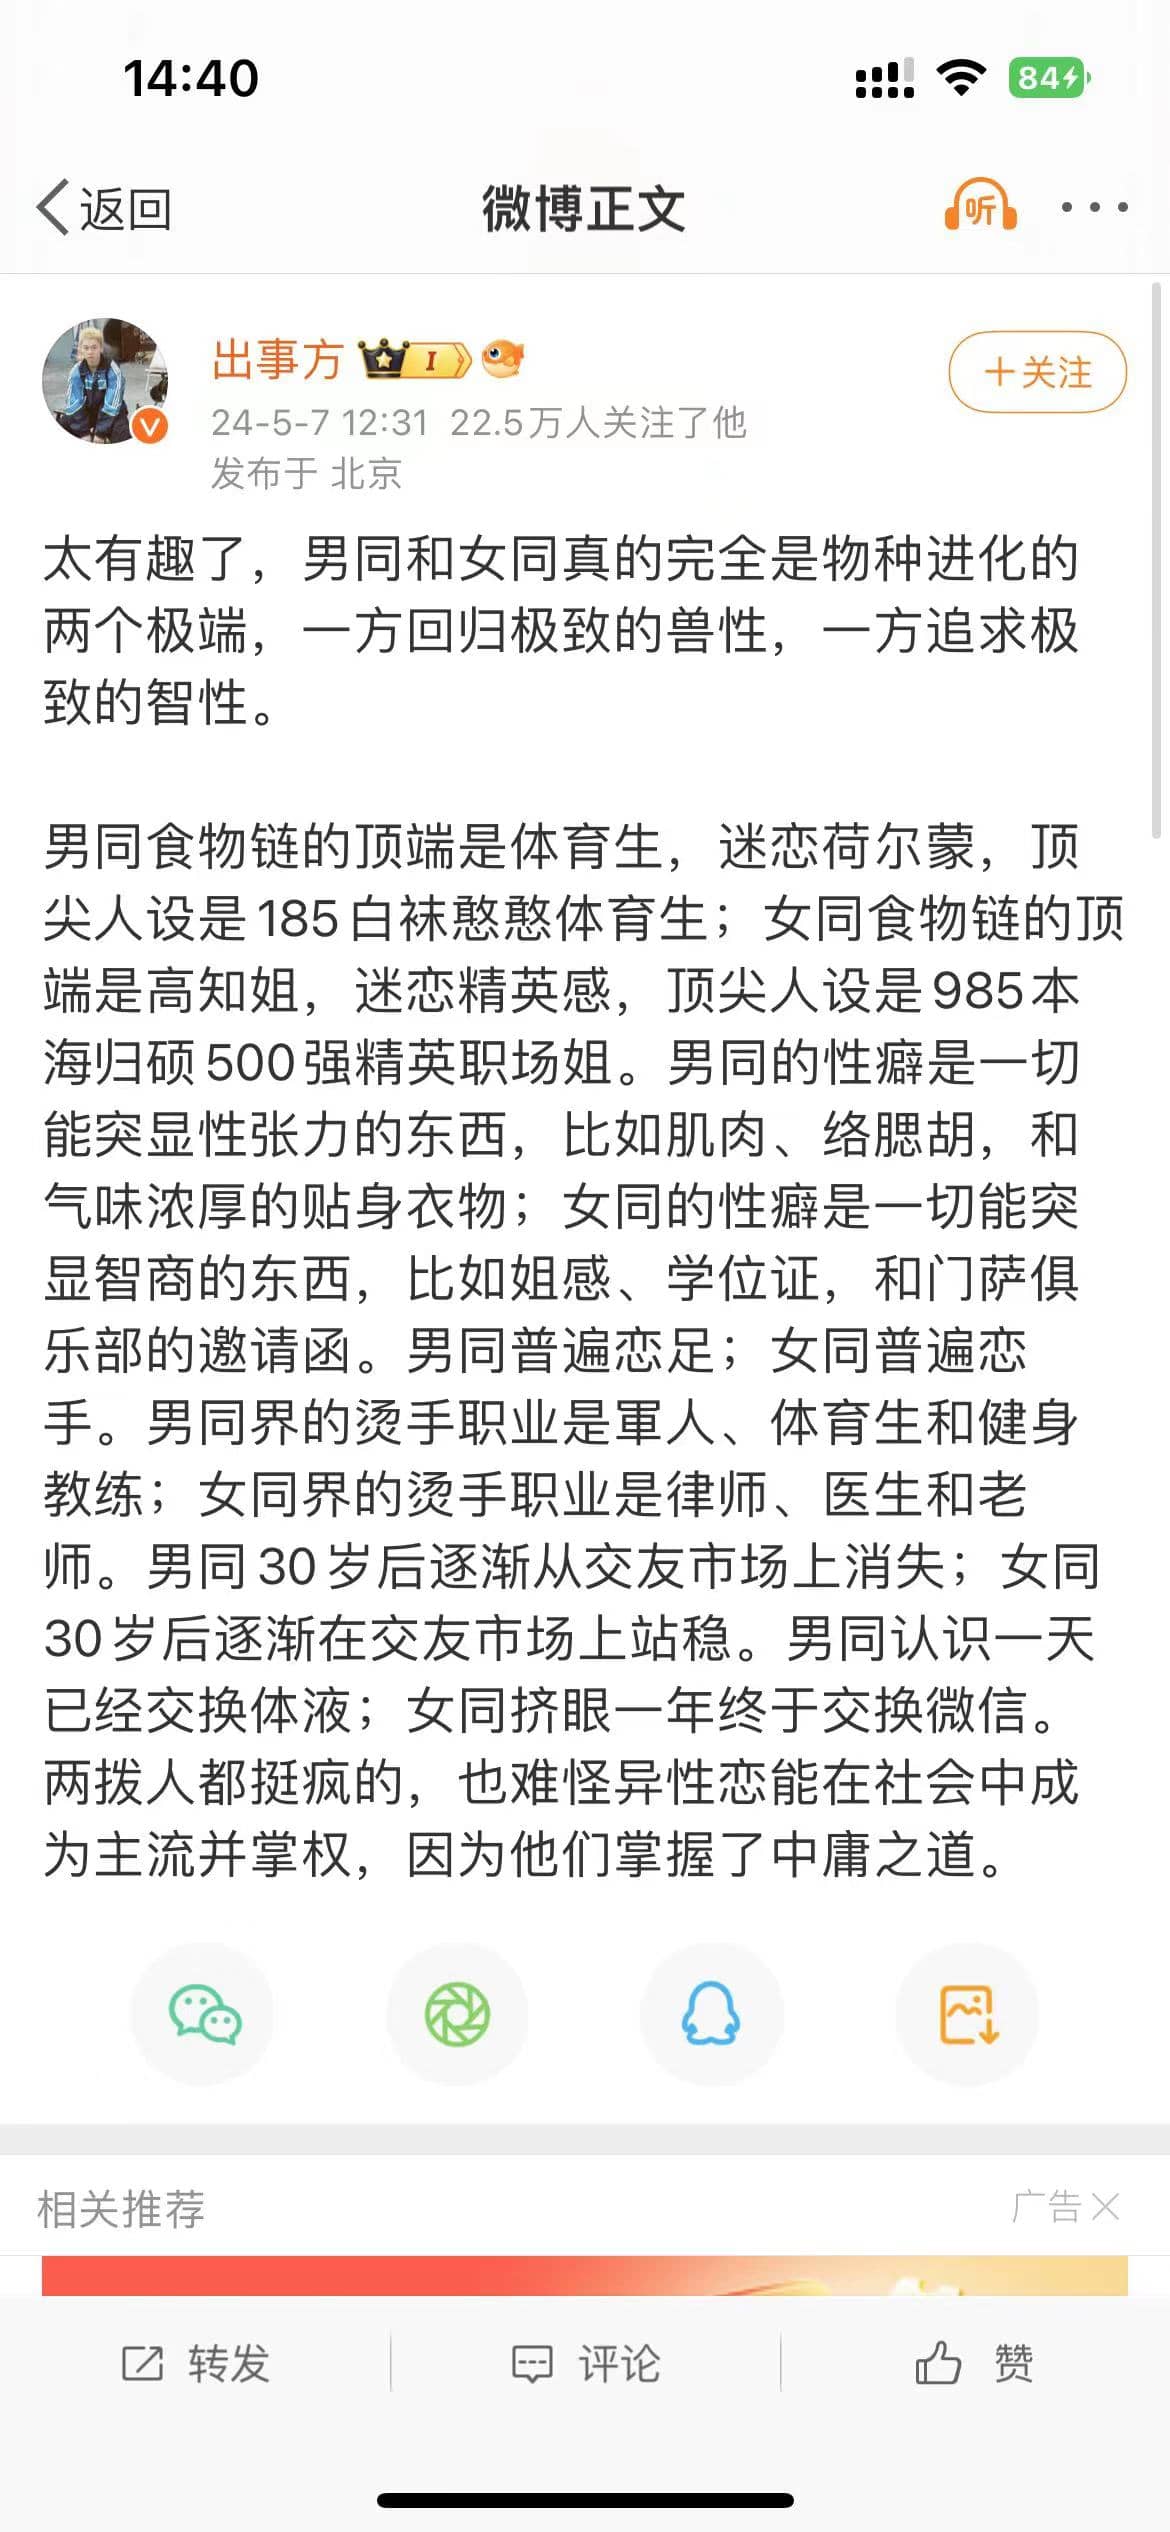 14:40
84
返回
微博正文
听
出事方
I
V
+关注
24-5-7 12:31 22.5万人关注了他
发布于 北京
太有趣了，男同和女同真的完全是物种进化的
两个极端，一方回归极致的兽性，一方追求极
致的智性。
男同食物链的顶端是体育生，迷恋荷尔蒙，顶
尖人设是185白袜憨憨体育生；女同食物链的顶
端是高知姐，迷恋精英感，顶尖人设是985本
海归硕500强精英职场姐。男同的性癖是一切
能突显性张力的东西，比如肌肉、络腮胡，和
气味浓厚的贴身衣物；女同的性癖是一切能突
显智商的东西，比如姐感、学位证，和门萨俱
乐部的邀请函。男同普遍恋足；女同普遍恋
手。男同界的烫手职业是軍人、体育生和健身
教练；女同界的烫手职业是律师、医生和老
师。男同30岁后逐渐从交友市场上消失；女同
30岁后逐渐在交友市场上站稳。男同认识一天
已经交换体液；女同挤眼一年终于交换微信。
两拨人都挺疯的，也难怪异性恋能在社会中成
为主流并掌权，因为他们掌握了中庸之道。
相关推荐
广告
转发
评论
赞